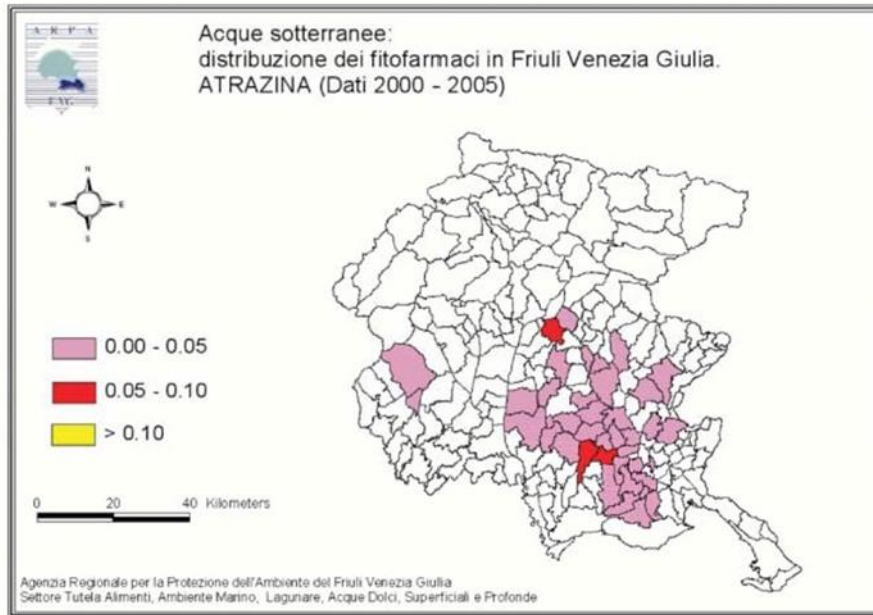 A R P A
F. V.G.
Acque sotterranee:
distribuzione dei fitofarmaci in Friuli Venezia Giulia.
ATRAZINA (Dati 2000 - 2005)
N
W E
S
0.00 - 0.05
0.05 - 0.10
> 0.10
0 20 40 Kilometers
Agenzia Regionale per la Protezione dell'Ambiente del Friuli Venezia Giulia
Settore Tutela Alimenti, Ambiente Marino, Lagunare, Acque Dolci, Superficiali e Profonde